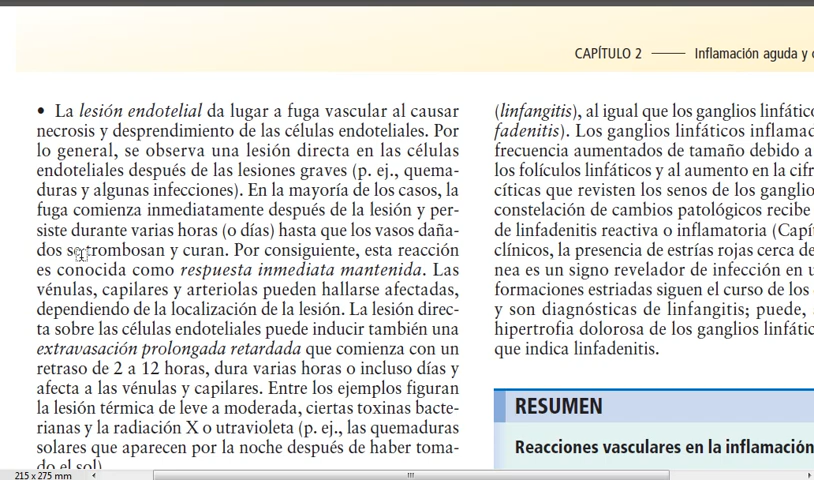 CAPÍTULO 2 Inflamación aguda y
• La lesión endotelial da lugar a fuga vascular al causar
necrosis y desprendimiento de las células endoteliales. Por
lo general, se observa una lesión directa en las células
endoteliales después de las lesiones graves (p. ej., quema-
duras y algunas infecciones). En la mayoría de los casos, la
fuga comienza inmediatamente después de la lesión y per-
siste durante varias horas (o días) hasta que los vasos daña-
dos se trombosan y curan. Por consiguiente, esta reacción
es conocida como respuesta inmediata mantenida. Las
vénulas, capilares y arteriolas pueden hallarse afectadas,
dependiendo de la localización de la lesión. La lesión direc-
ta sobre las células endoteliales puede inducir también una
extravasación prolongada retardada que comienza con un
retraso de 2 a 12 horas, dura varias horas o incluso días y
afecta a las vénulas y capilares. Entre los ejemplos figuran
la lesión térmica de leve a moderada, ciertas toxinas bacte-
rianas y la radiación X o utravioleta (p. ej., las quemaduras
solares que aparecen por la noche después de haber toma-
do el sol).
(linfangitis), al igual que los ganglios linfátic
fadenitis). Los ganglios linfáticos inflamac
frecuencia aumentados de tamaño debido a
los folículos linfáticos y al aumento en la cifr
cíticas que revisten los senos de los ganglio
constelación de cambios patológicos recibe
de linfadenitis reactiva o inflamatoria (Capí
clínicos, la presencia de estrías rojas cerca de
nea es un signo revelador de infección en u
formaciones estriadas siguen el curso de los
y son diagnósticas de linfangitis; puede,
hipertrofia dolorosa de los ganglios linfátic
que indica linfadenitis.
RESUMEN
Reacciones vasculares en la inflamación
215 x 275 mm